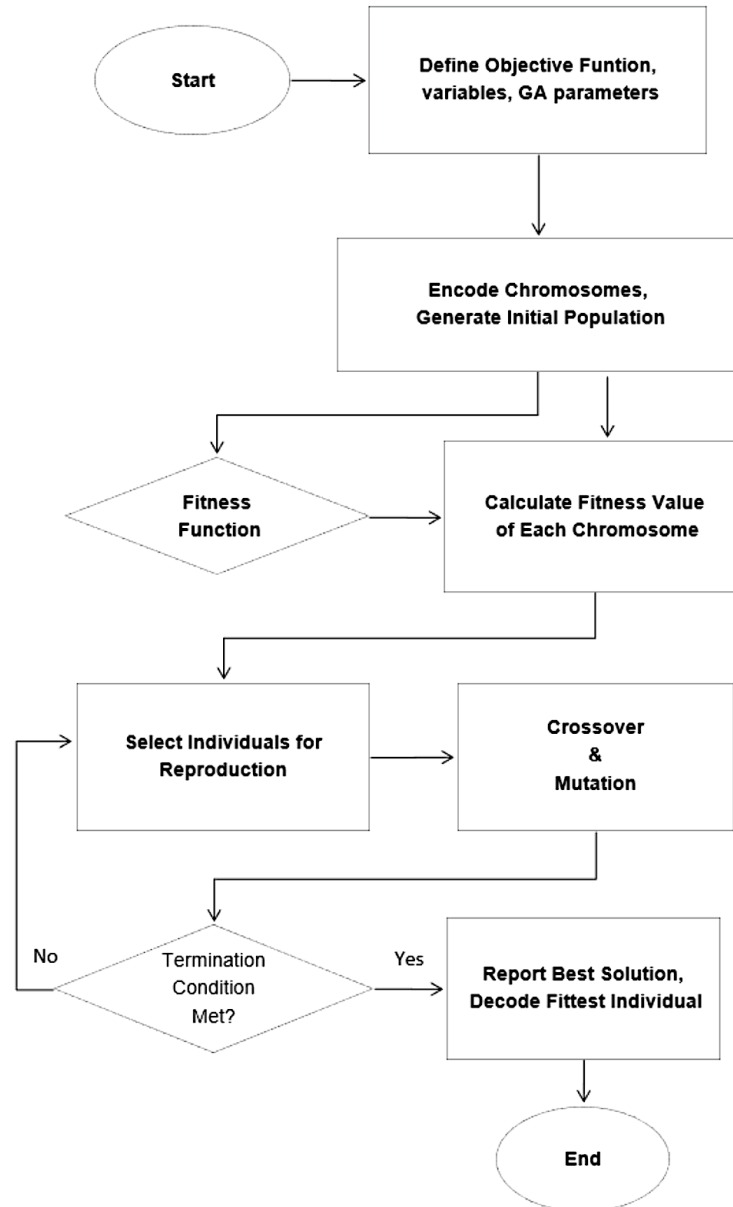 Start
Define Objective Funtion,
variables, GA parameters
Encode Chromosomes,
Generate Initial Population
Fitness
Function
Calculate Fitness Value
of Each Chromosome
Select Individuals for
Reproduction
Crossover
&
Mutation
No
Termination
Condition
Met?
Yes
Report Best Solution,
Decode Fittest Individual
End